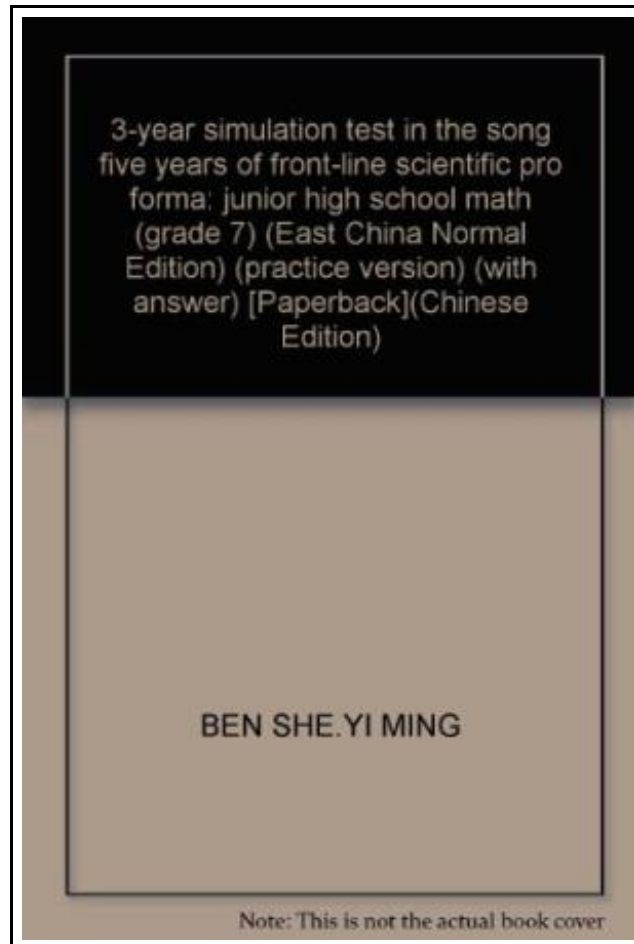 3-year simulation test in the song
five years of front-line scientific pro
forma: junior high school math
(grade 7) (East China Normal
Edition) (practice version) (with
answer) [Paperback](Chinese
Edition)
BEN SHE.YI MING
Note: This is not the actual book cover